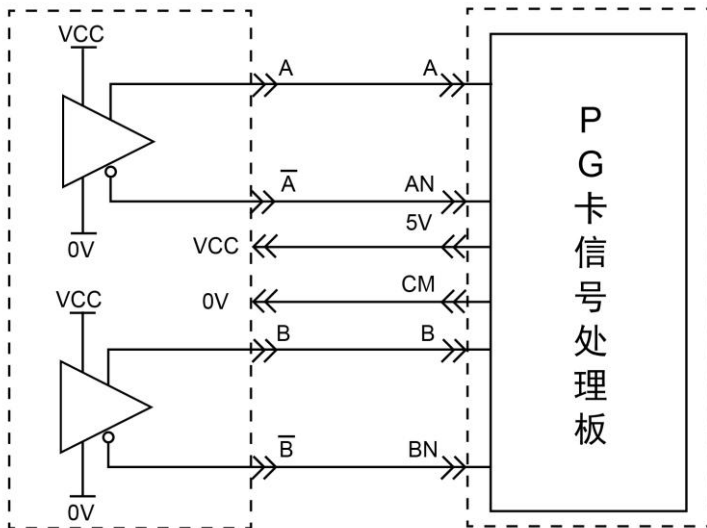 VCC
A A
A̅ AN
0V
5V
VCC
CM
0V
VCC
B B
B̅ BN
0V
P
G
卡
信
号
处
理
板